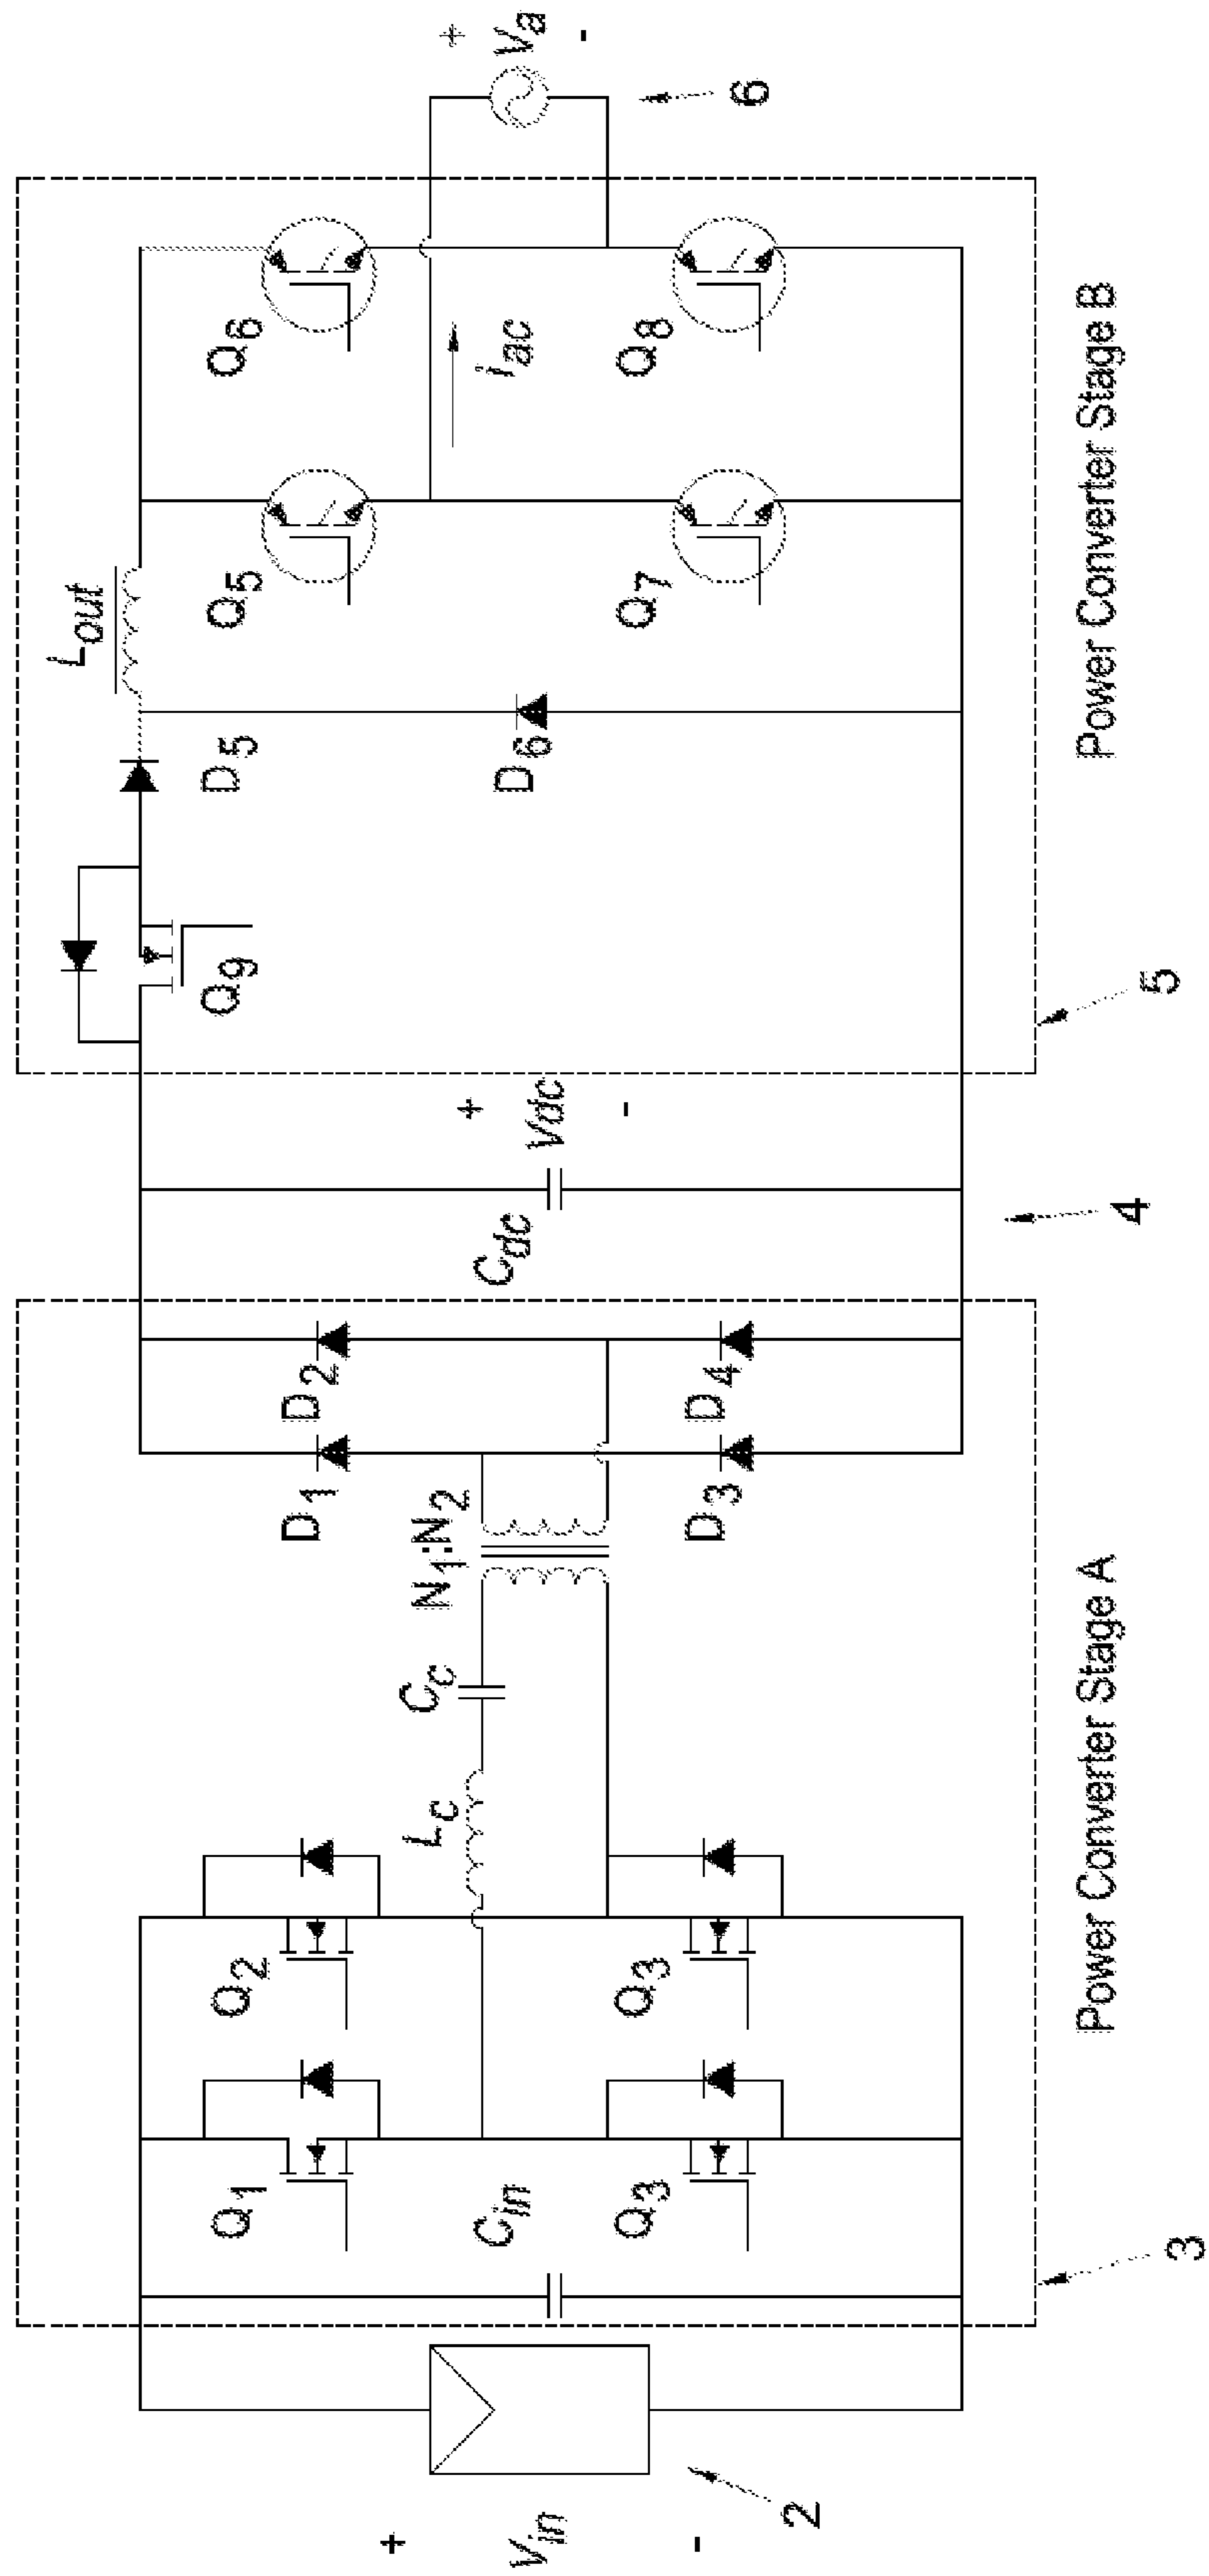 +
Vin
-
2
Cin
Q1
Q3
Q2
Q3
Lc
Cc
N1:N2
D1
D2
D3
D4
3
Power Converter Stage A
Cdc
+
Vdc
-
4
Q9
D5
D6
Lout
Q5
Q6
Q7
Q8
iac
5
Power Converter Stage B
+
Va
-
6